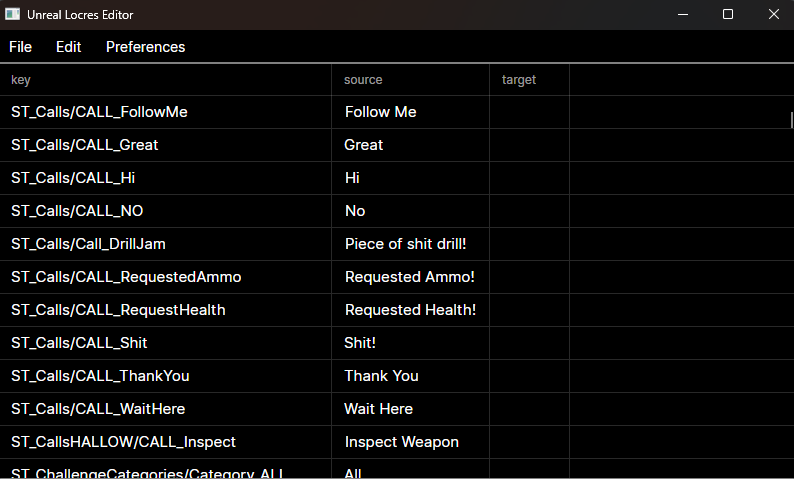 Unreal Locres Editor
File Edit Preferences
key source target
ST_Calls/CALL_FollowMe Follow Me
ST_Calls/CALL_Great Great
ST_Calls/CALL_Hi Hi
ST_Calls/CALL_NO No
ST_Calls/Call_DrillJam Piece of shit drill!
ST_Calls/CALL_RequestedAmmo Requested Ammo!
ST_Calls/CALL_RequestHealth Requested Health!
ST_Calls/CALL_Shit Shit!
ST_Calls/CALL_ThankYou Thank You
ST_Calls/CALL_WaitHere Wait Here
ST_CallsHALLOW/CALL_Inspect Inspect Weapon
ST_ChallengeCategories/Category_ALL All